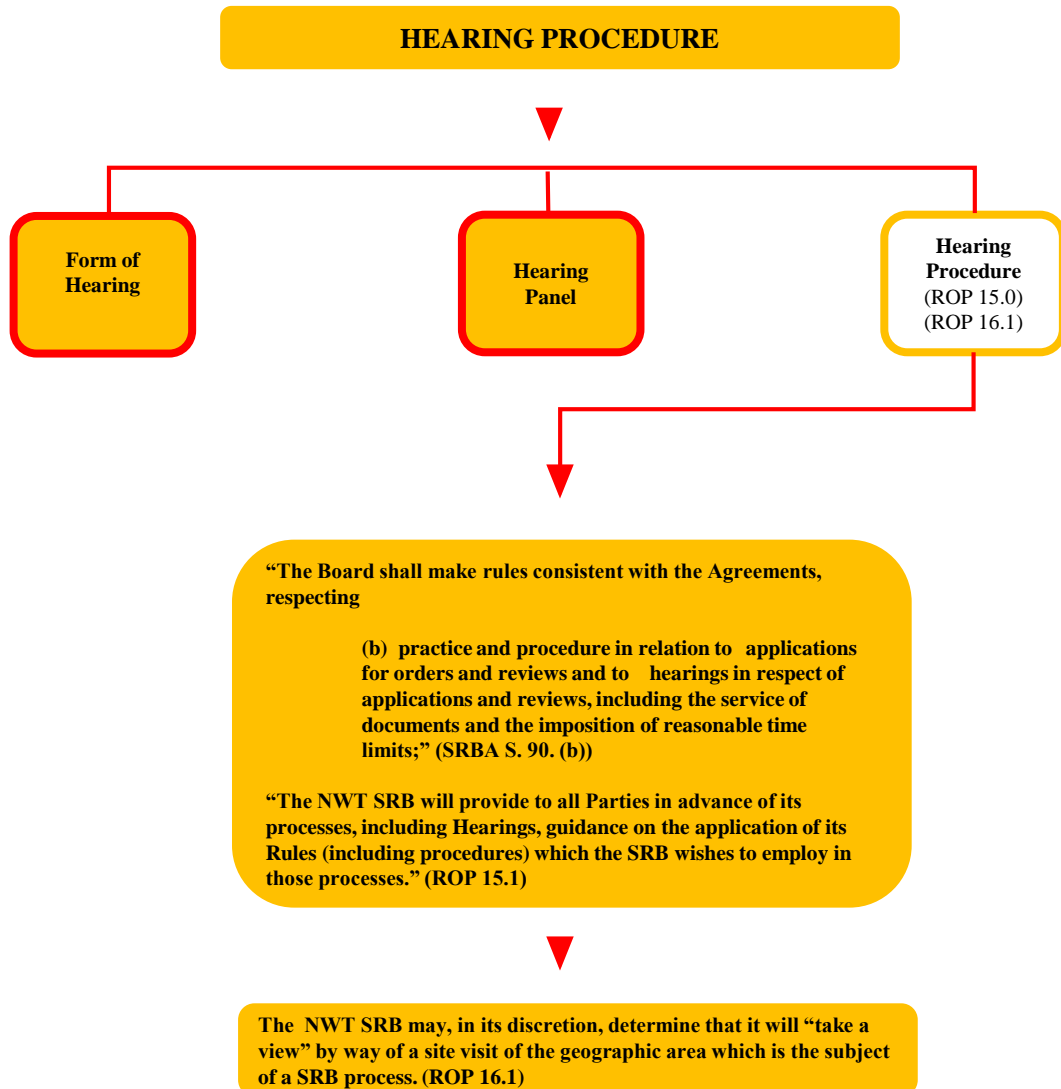 HEARING PROCEDURE
Form of
Hearing
Hearing
Panel
Hearing
Procedure
(ROP 15.0)
(ROP 16.1)
“The Board shall make rules consistent with the Agreements,
respecting
(b) practice and procedure in relation to applications
for orders and reviews and to hearings in respect of
applications and reviews, including the service of
documents and the imposition of reasonable time
limits;” (SRBA S. 90. (b))
“The NWT SRB will provide to all Parties in advance of its
processes, including Hearings, guidance on the application of its
Rules (including procedures) which the SRB wishes to employ in
those processes.” (ROP 15.1)
The NWT SRB may, in its discretion, determine that it will “take a
view” by way of a site visit of the geographic area which is the subject
of a SRB process. (ROP 16.1)